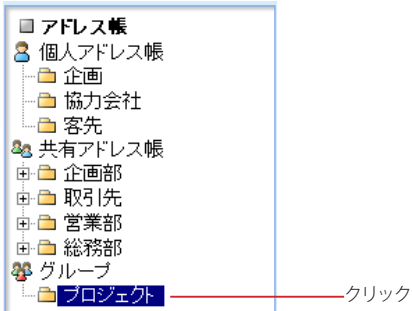 アドレス帳
個人アドレス帳
企画
協力会社
客先
共有アドレス帳
企画部
取引先
営業部
総務部
グループ
プロジェクト
クリック